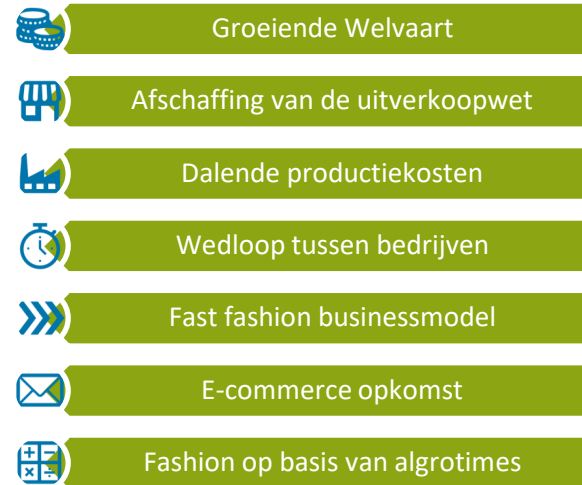 Groeiende Welvaart
Afschaffing van de uitverkoopwet
Dalende productiekosten
Wedloop tussen bedrijven
Fast fashion businessmodel
E-commerce opkomst
Fashion op basis van algrotimes